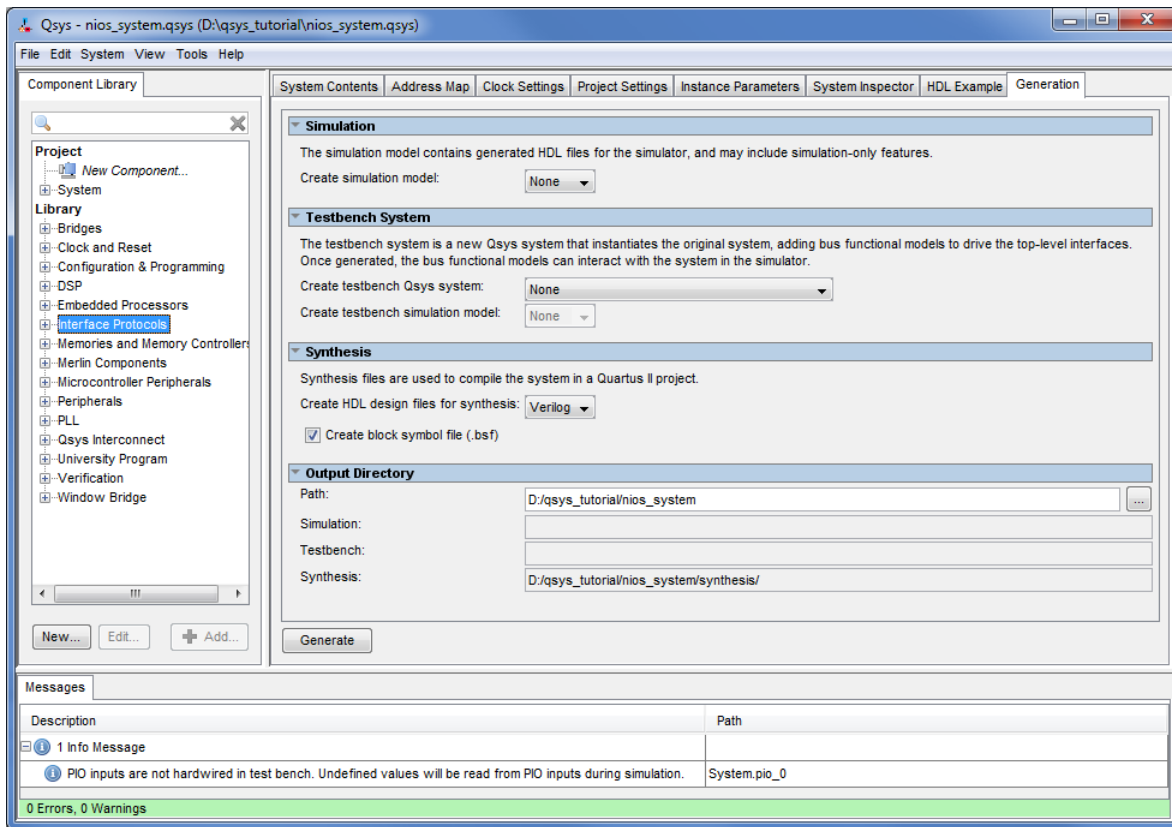 Qsys - nios_system.qsys (D:\qsys_tutorial\nios_system.qsys)
File Edit System View Tools Help
Component Library
Project
New Component...
System
Library
Bridges
Clock and Reset
Configuration & Programming
DSP
Embedded Processors
Interface Protocols
Memories and Memory Controllers
Merlin Components
Microcontroller Peripherals
Peripherals
PLL
Qsys Interconnect
University Program
Verification
Window Bridge
New... Edit... Add...
System Contents Address Map Clock Settings Project Settings Instance Parameters System Inspector HDL Example Generation
Simulation
The simulation model contains generated HDL files for the simulator, and may include simulation-only features.
Create simulation model: None
Testbench System
The testbench system is a new Qsys system that instantiates the original system, adding bus functional models to drive the top-level interfaces.
Once generated, the bus functional models can interact with the system in the simulator.
Create testbench Qsys system: None
Create testbench simulation model: None
Synthesis
Synthesis files are used to compile the system in a Quartus II project.
Create HDL design files for synthesis: Verilog
Create block symbol file (.bsf)
Output Directory
Path: D:/qsys_tutorial/nios_system ...
Simulation:
Testbench:
Synthesis: D:/qsys_tutorial/nios_system/synthesis/
Generate
Messages
Description Path
1 Info Message
PIO inputs are not hardwired in test bench. Undefined values will be read from PIO inputs during simulation. System.pio_0
0 Errors, 0 Warnings